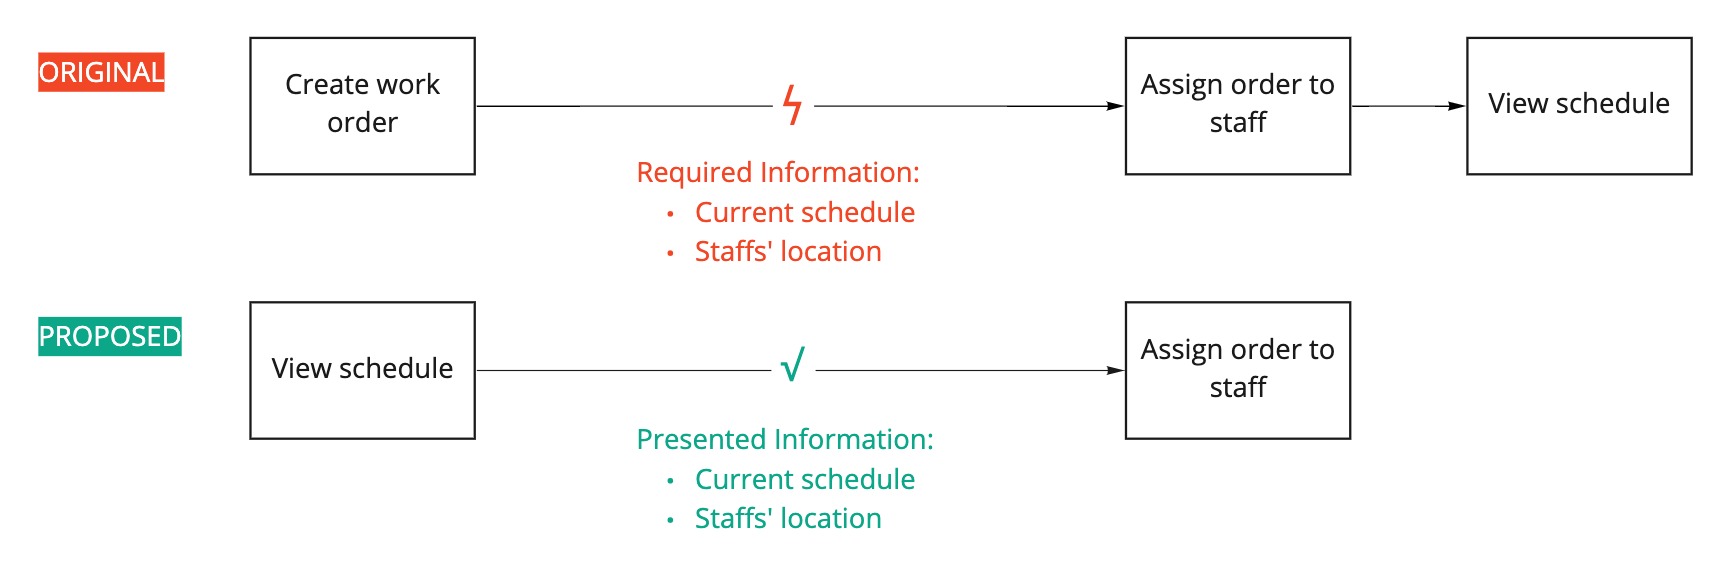 ORIGINAL
Create work
order
Assign order to
staff
View schedule
Required Information:
• Current schedule
• Staffs' location
PROPOSED
View schedule
√
Assign order to
staff
Presented Information:
• Current schedule
• Staffs' location